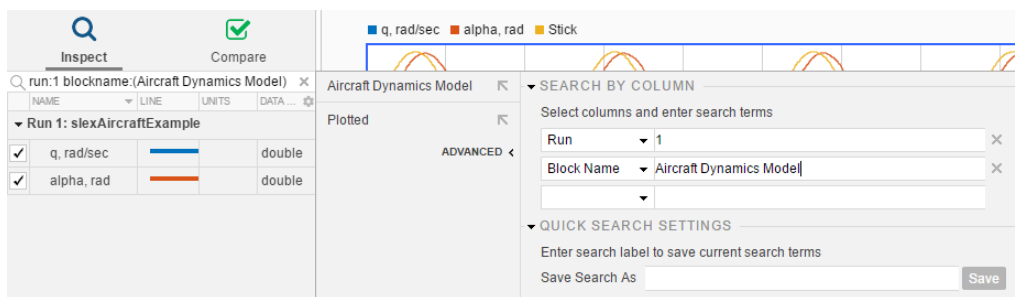 Inspect
Compare
q, rad/sec alpha, rad Stick
run:1 blockname:(Aircraft Dynamics Model)
NAME LINE UNITS DATA ...
Run 1: slexAircraftExample
q, rad/sec double
alpha, rad double
Aircraft Dynamics Model
Plotted
ADVANCED
SEARCH BY COLUMN
Select columns and enter search terms
Run 1
Block Name Aircraft Dynamics Model
QUICK SEARCH SETTINGS
Enter search label to save current search terms
Save Search As Save